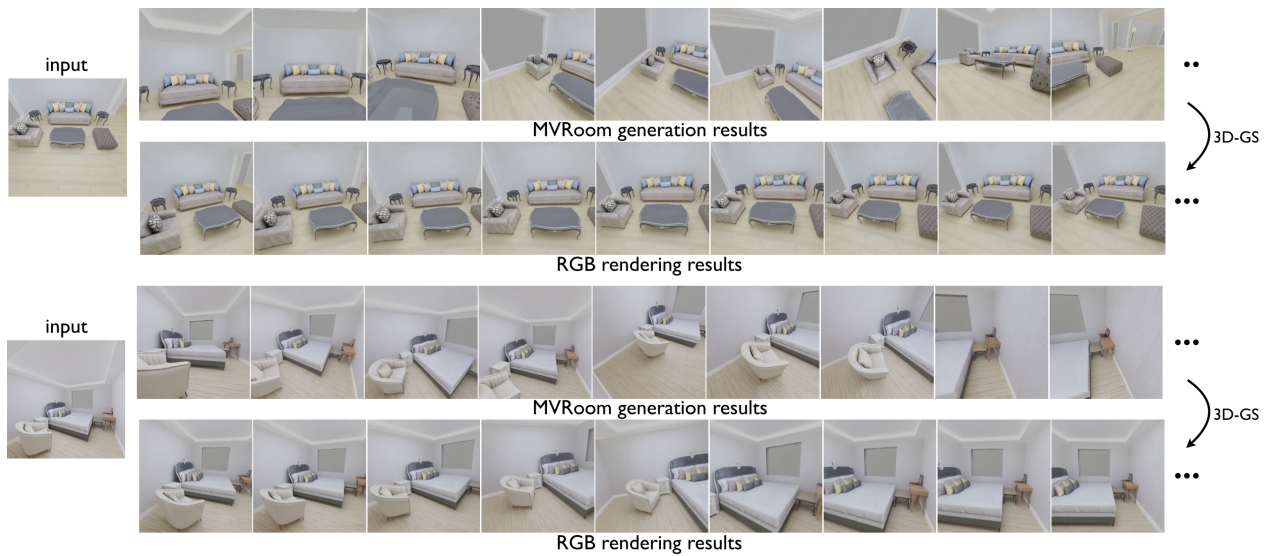 input
MVRoom generation results
3D-GS
RGB rendering results
input
MVRoom generation results
3D-GS
RGB rendering results